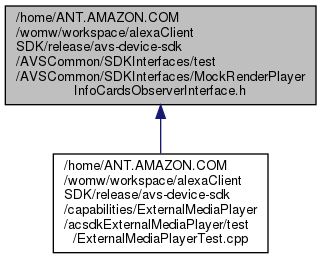 /home/ANT.AMAZON.COM
/womw/workspace/alexaClient
SDK/release/avs-device-sdk
/AVSCommon/SDKInterfaces/test
/AVSCommon/SDKInterfaces/MockRenderPlayer
InfoCardsObserverInterface.h
/home/ANT.AMAZON.COM
/womw/workspace/alexaClient
SDK/release/avs-device-sdk
/capabilities/ExternalMediaPlayer
/acsdkExternalMediaPlayer/test
/ExternalMediaPlayerTest.cpp